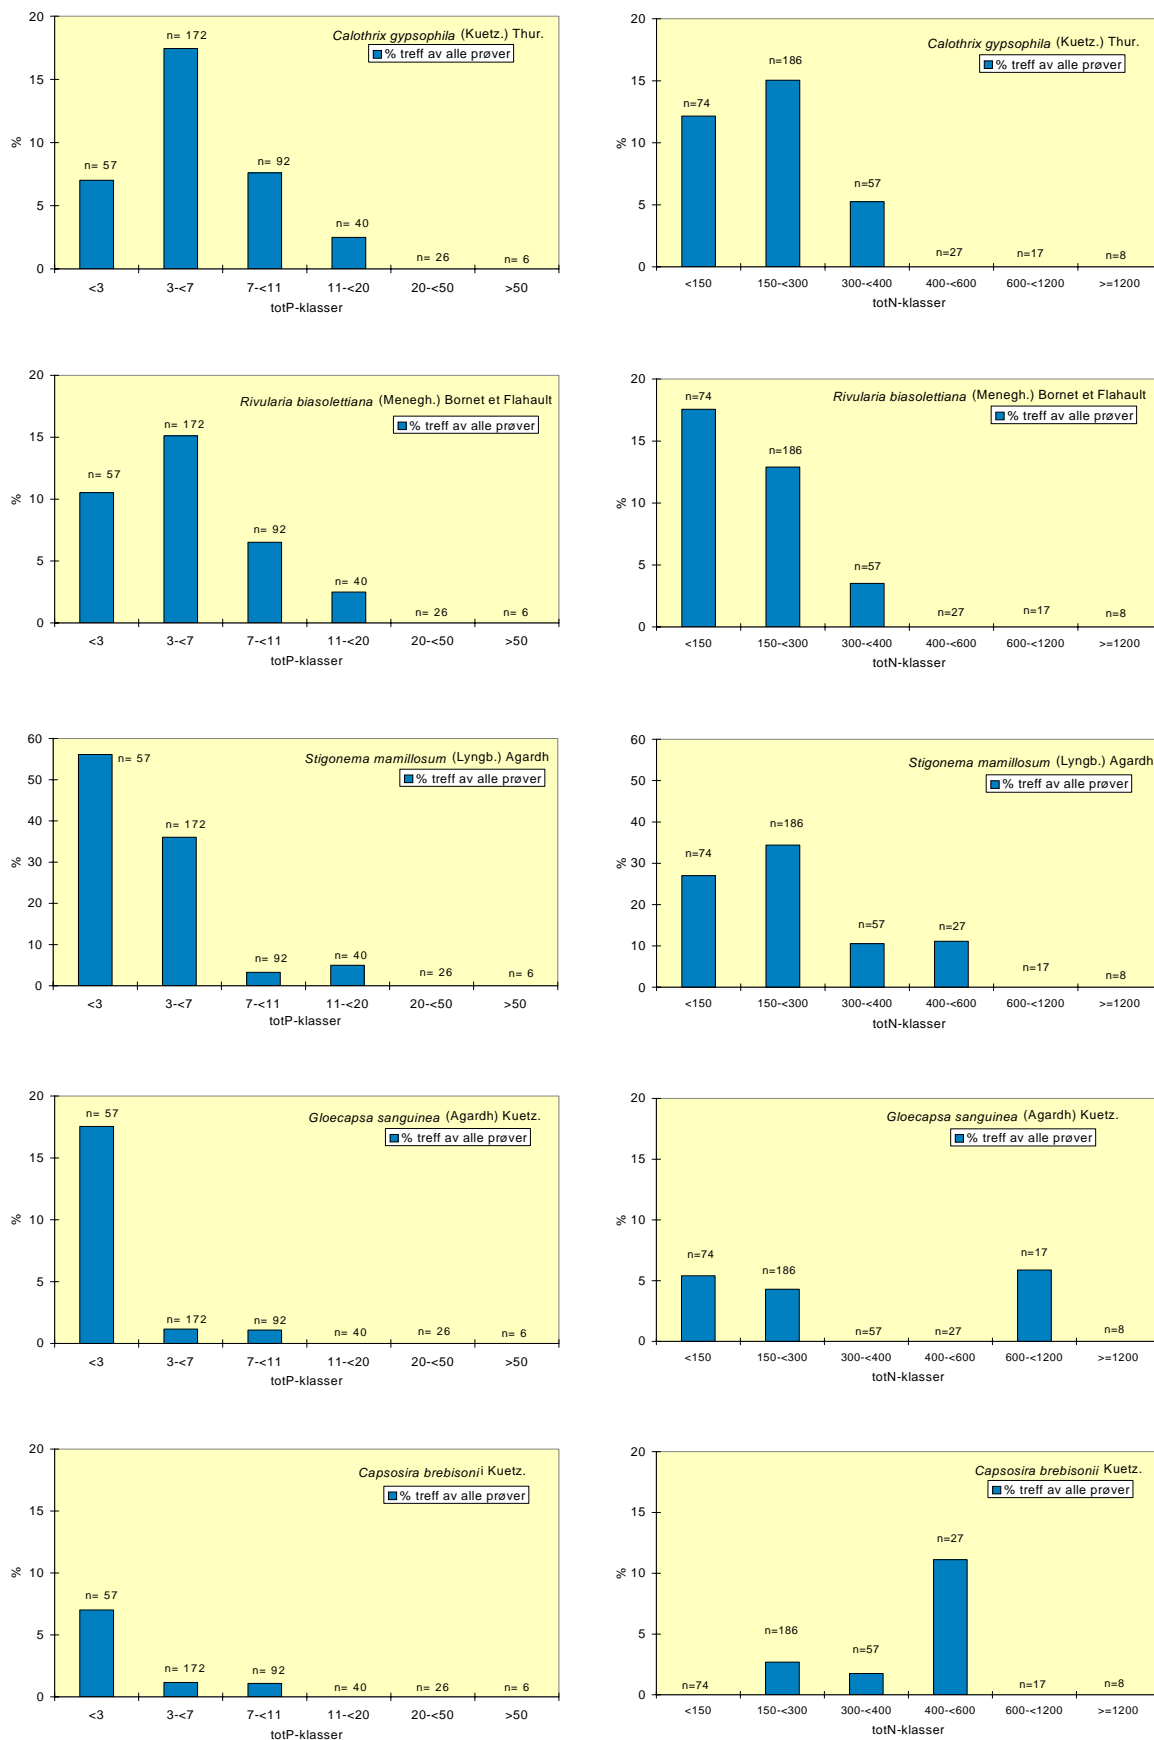 Calothrix gypsophila (Kuetz.) Thur.
% treff av alle prøver
%
20
15
10
5
0
n= 57
n= 172
n= 92
n= 40
n= 26
n= 6
<3 3-<7 7-<11 11-<20 20-<50 >50
totP-klasser
Calothrix gypsophila (Kuetz.) Thur.
% treff av alle prøver
%
20
15
10
5
0
n=74
n=186
n=57
n=27
n=17
n=8
<150 150-<300 300-<400 400-<600 600-<1200 >=1200
totN-klasser
Rivularia biasolettiana (Menegh.) Bornet et Flahault
% treff av alle prøver
%
20
15
10
5
0
n= 57
n= 172
n= 92
n= 40
n= 26
n= 6
<3 3-<7 7-<11 11-<20 20-<50 >50
totP-klasser
Rivularia biasolettiana (Menegh.) Bornet et Flahault
% treff av alle prøver
%
20
15
10
5
0
n=74
n=186
n=57
n=27
n=17
n=8
<150 150-<300 300-<400 400-<600 600-<1200 >=1200
totN-klasser
Stigonema mamillosum (Lyngb.) Agardh
% treff av alle prøver
%
60
50
40
30
20
10
0
n= 57
n= 172
n= 92
n= 40
n= 26
n= 6
<3 3-<7 7-<11 11-<20 20-<50 >50
totP-klasser
Stigonema mamillosum (Lyngb.) Agardh
% treff av alle prøver
%
60
50
40
30
20
10
0
n=74
n=186
n=57
n=27
n=17
n=8
<150 150-<300 300-<400 400-<600 600-<1200 >=1200
totN-klasser
Gloecapsa sanguinea (Agardh) Kuetz.
% treff av alle prøver
%
20
15
10
5
0
n= 57
n= 172
n= 92
n= 40
n= 26
n= 6
<3 3-<7 7-<11 11-<20 20-<50 >50
totP-klasser
Gloecapsa sanguinea (Agardh) Kuetz.
% treff av alle prøver
%
20
15
10
5
0
n=74
n=186
n=57
n=27
n=17
n=8
<150 150-<300 300-<400 400-<600 600-<1200 >=1200
totN-klasser
Capsosira brebisonii Kuetz.
% treff av alle prøver
%
20
15
10
5
0
n= 57
n= 172
n= 92
n= 40
n= 26
n= 6
<3 3-<7 7-<11 11-<20 20-<50 >50
totP-klasser
Capsosira brebisonii Kuetz.
% treff av alle prøver
%
20
15
10
5
0
n=74
n=186
n=57
n=27
n=17
n=8
<150 150-<300 300-<400 400-<600 600-<1200 >=1200
totN-klasser